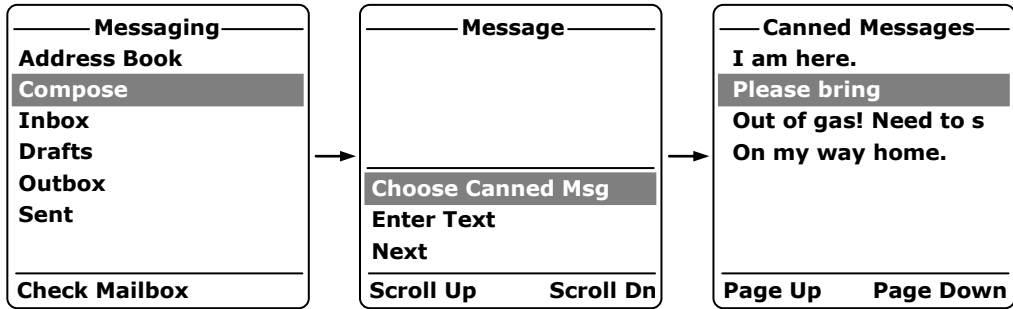 Messaging
Address Book
Compose
Inbox
Drafts
Outbox
Sent
Check Mailbox
Message
Choose Canned Msg
Enter Text
Next
Scroll Up Scroll Dn
Canned Messages
I am here.
Please bring
Out of gas! Need to s
On my way home.
Page Up Page Down